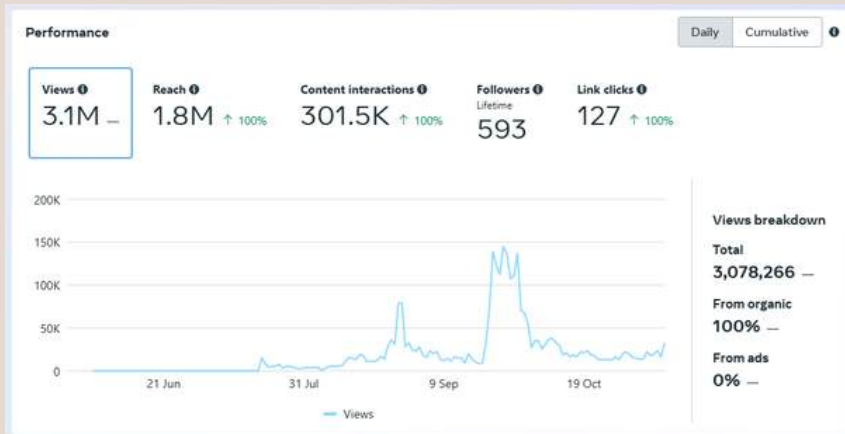 Performance
Daily Cumulative
Views Reach Content interactions Followers Link clicks
Lifetime
3.1M — 1.8M ↑ 100% 301.5K ↑ 100% 593 127 ↑ 100%
200K
150K
100K
50K
0
21 Jun 31 Jul 9 Sep 19 Oct
Views
Views breakdown
Total
3,078,266 —
From organic
100% —
From ads
0% —